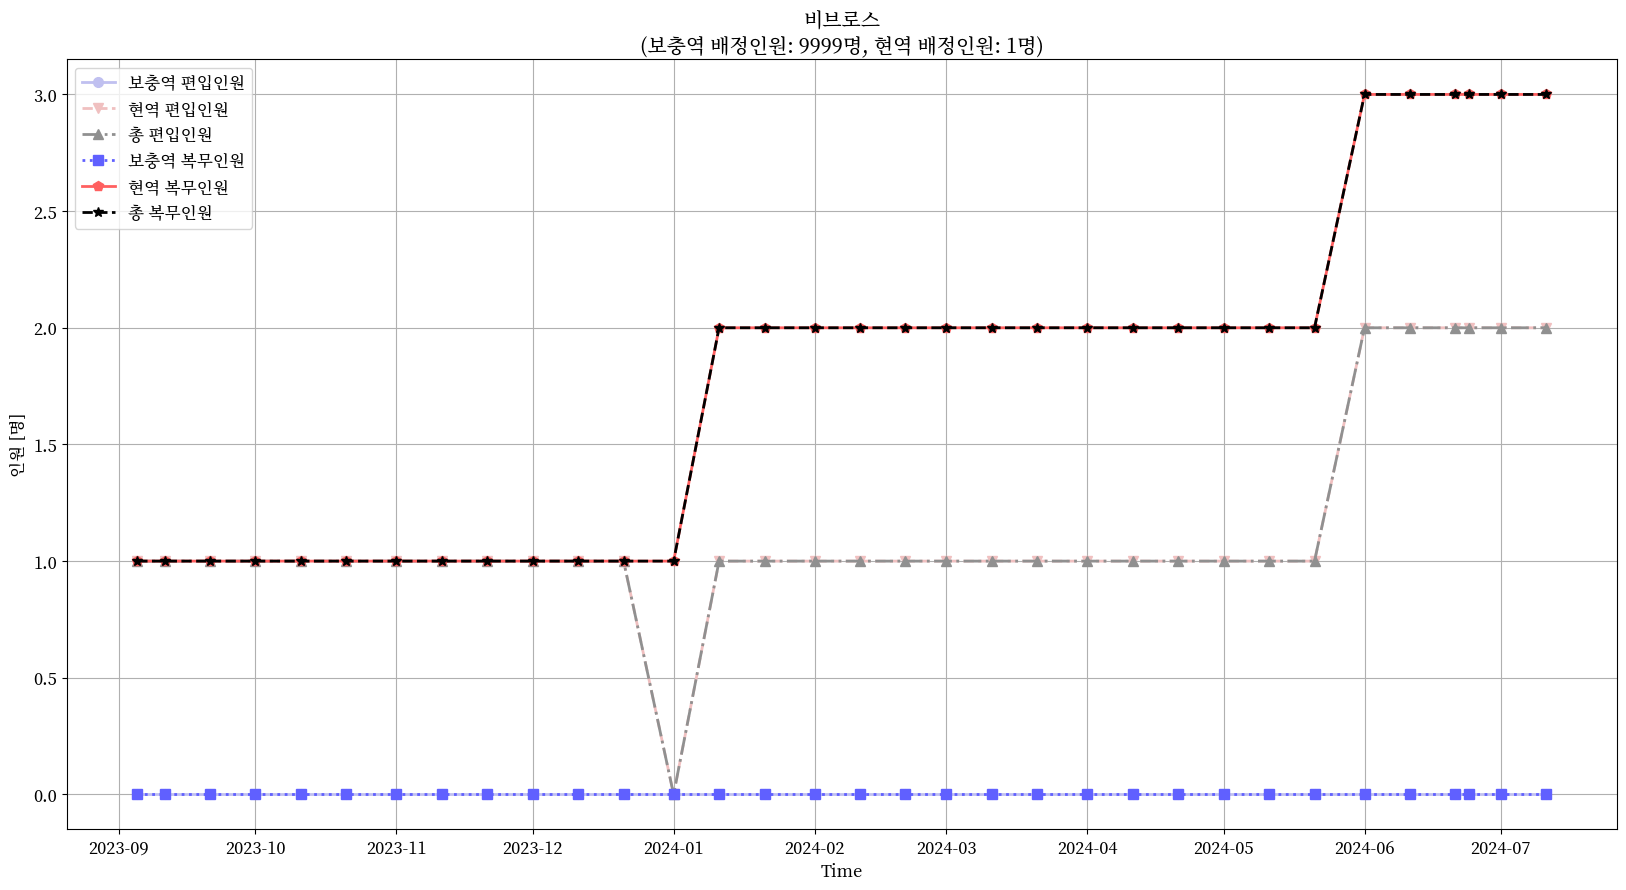 비브로스
(보충역 배정인원: 9999명, 현역 배정인원: 1명)
보충역 편입인원
현역 편입인원
총 편입인원
보충역 복무인원
현역 복무인원
총 복무인원
3.0
2.5
2.0
1.5
1.0
0.5
0.0
인원 [명]
2023-09 2023-10 2023-11 2023-12 2024-01 2024-02 2024-03 2024-04 2024-05 2024-06 2024-07
Time